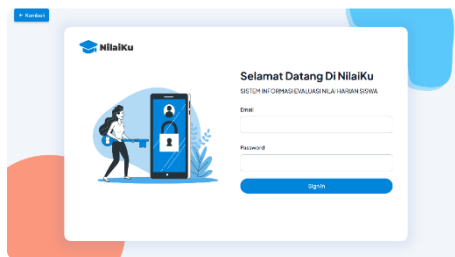 ← Kembali
NilaiKu
Selamat Datang Di NilaiKu
SISTEM INFORMASI EVALUASI NILAI HARIAN SISWA
Email
Password
SignIn